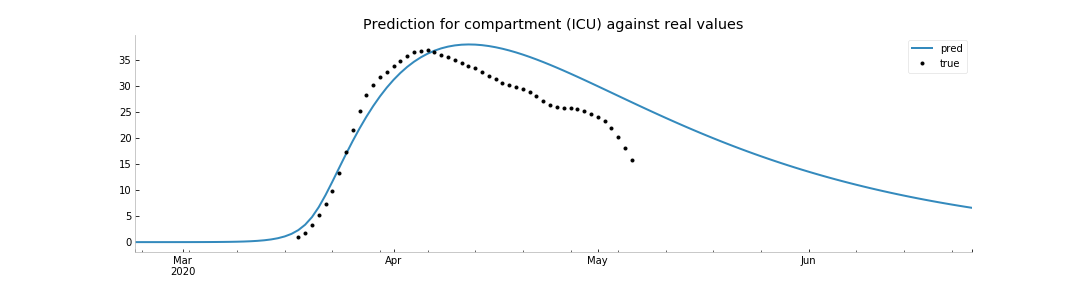 Prediction for compartment (ICU) against real values
pred
true
35
30
25
20
15
10
5
0
Mar
2020
Apr
May
Jun